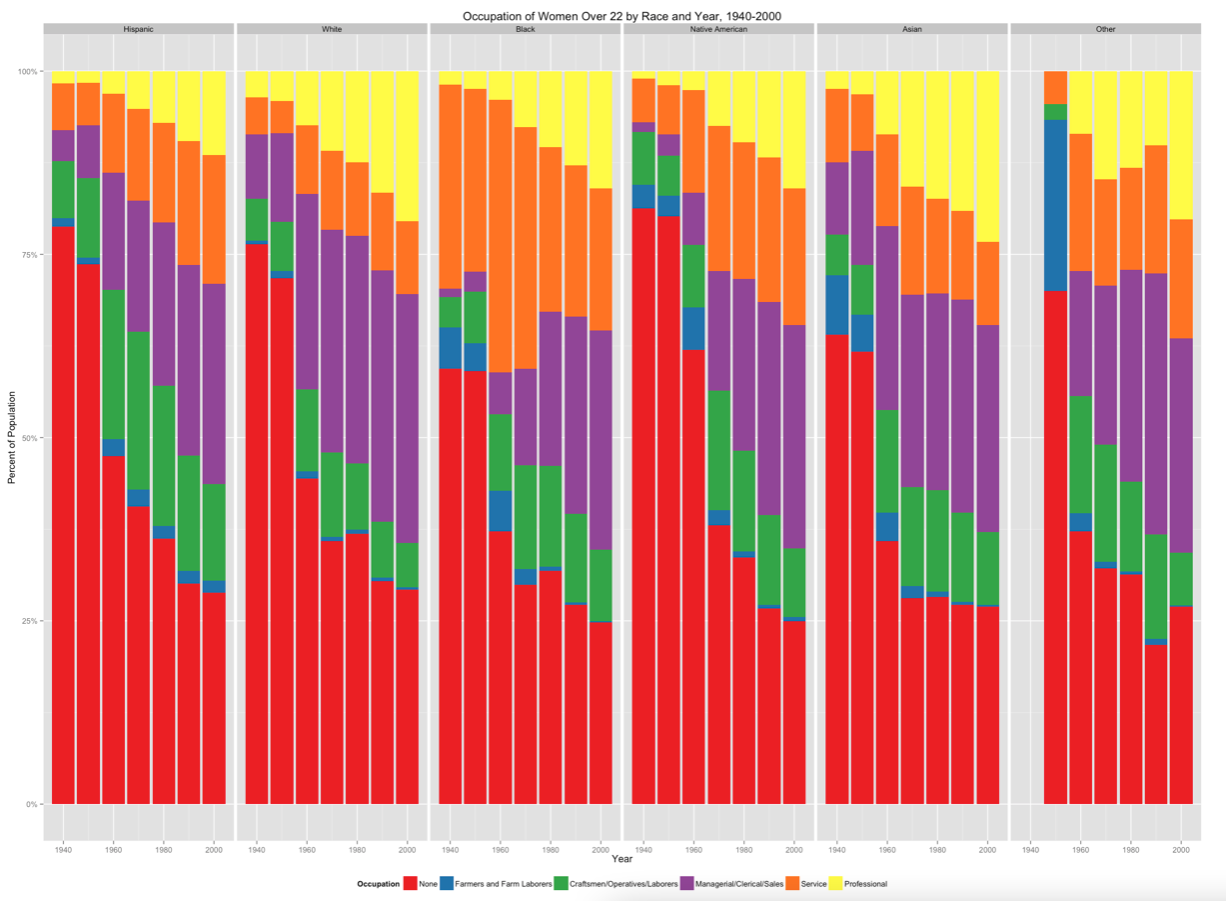 Occupation of Women Over 22 by Race and Year, 1940-2000
Hispanic White Black Native American Asian Other
100%
75%
50%
25%
0%
Percent of Population
1940 1960 1980 2000 1940 1960 1980 2000 1940 1960 1980 2000 1940 1960 1980 2000 1940 1960 1980 2000 1940 1960 1980 2000
Year
Occupation None Farmers and Farm Laborers Craftsmen/Operatives/Laborers Managerial/Clerical/Sales Service Professional